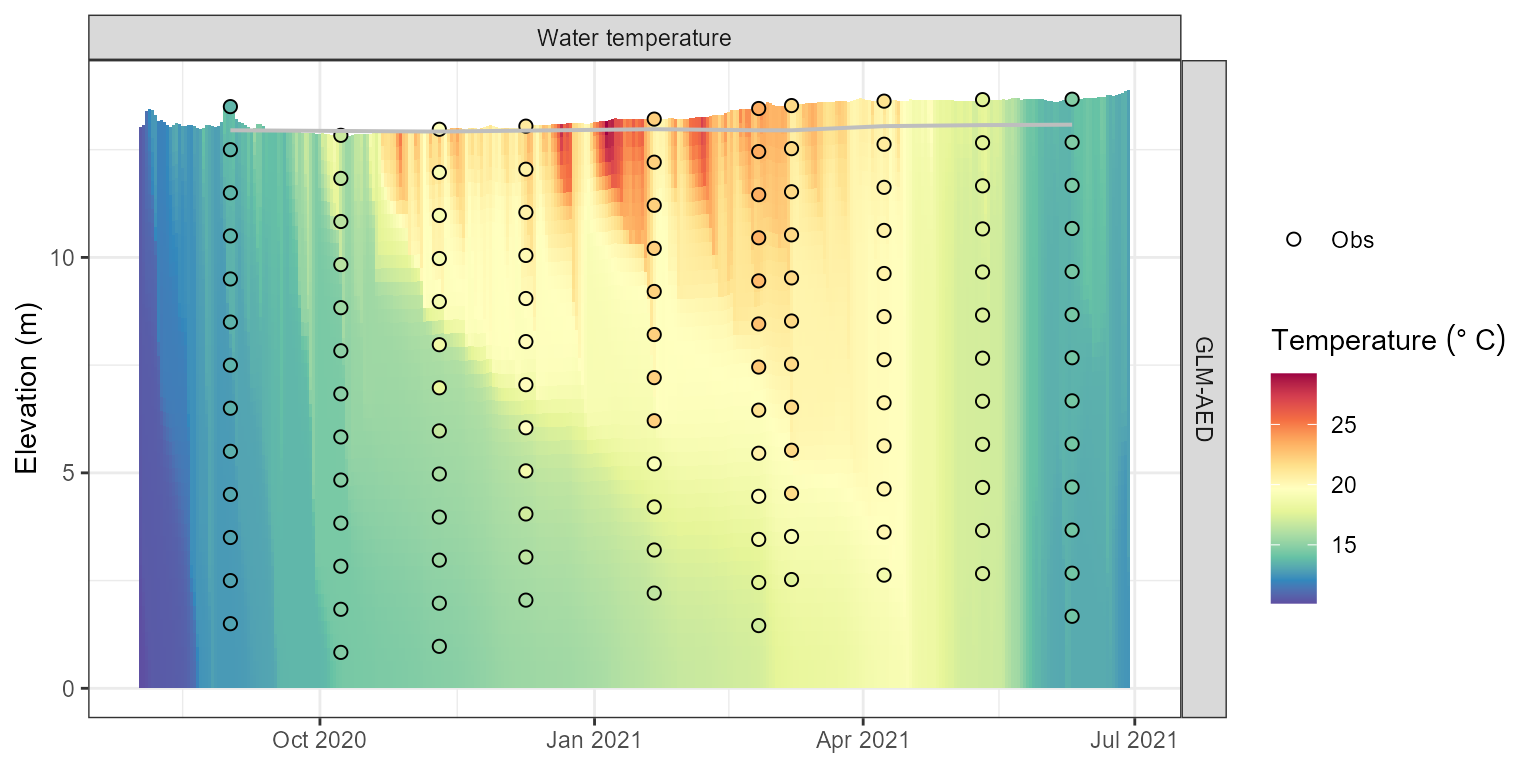 Water temperature
GLM-AED
Elevation (m)
10
5
0
Oct 2020
Jan 2021
Apr 2021
Jul 2021
Obs
Temperature (° C)
25
20
15